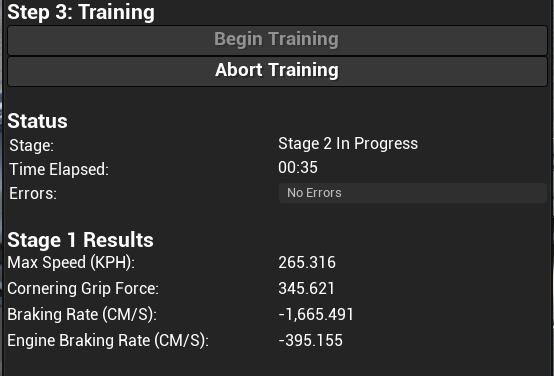 Step 3: Training
Begin Training
Abort Training
Status
Stage: Stage 2 In Progress
Time Elapsed: 00:35
Errors: No Errors
Stage 1 Results
Max Speed (KPH): 265.316
Cornering Grip Force: 345.621
Braking Rate (CM/S): -1,665.491
Engine Braking Rate (CM/S): -395.155